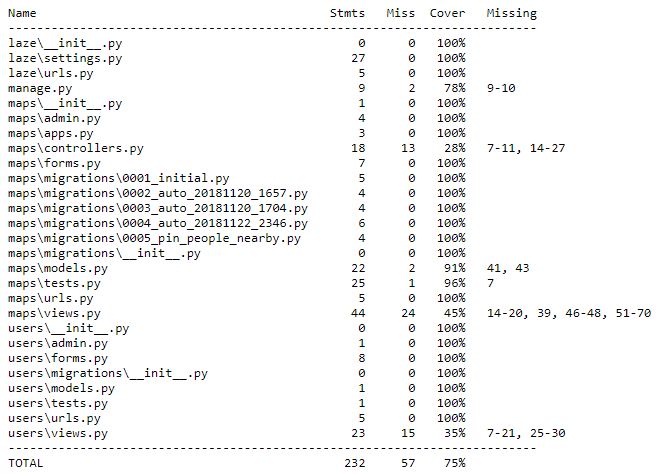 Name                                       Stmts   Miss  Cover   Missing
--------------------------------------------------------------------------
laze\__init__.py                               0      0   100%
laze\settings.py                              27      0   100%
laze\urls.py                                   5      0   100%
manage.py                                      9      2    78%   9-10
maps\__init__.py                               1      0   100%
maps\admin.py                                  4      0   100%
maps\apps.py                                   3      0   100%
maps\controllers.py                           18     13    28%   7-11, 14-27
maps\forms.py                                  7      0   100%
maps\migrations\0001_initial.py                5      0   100%
maps\migrations\0002_auto_20181120_1657.py     4      0   100%
maps\migrations\0003_auto_20181120_1704.py     4      0   100%
maps\migrations\0004_auto_20181122_2346.py     6      0   100%
maps\migrations\0005_pin_people_nearby.py      4      0   100%
maps\migrations\__init__.py                    0      0   100%
maps\models.py                                22      2    91%   41, 43
maps\tests.py                                 25      1    96%   7
maps\urls.py                                   5      0   100%
maps\views.py                                 44     24    45%   14-20, 39, 46-48, 51-70
users\__init__.py                              0      0   100%
users\admin.py                                 1      0   100%
users\forms.py                                 8      0   100%
users\migrations\__init__.py                   0      0   100%
users\models.py                                1      0   100%
users\tests.py                                 1      0   100%
users\urls.py                                  5      0   100%
users\views.py                                23     15    35%   7-21, 25-30
--------------------------------------------------------------------------
TOTAL                                        232     57    75%